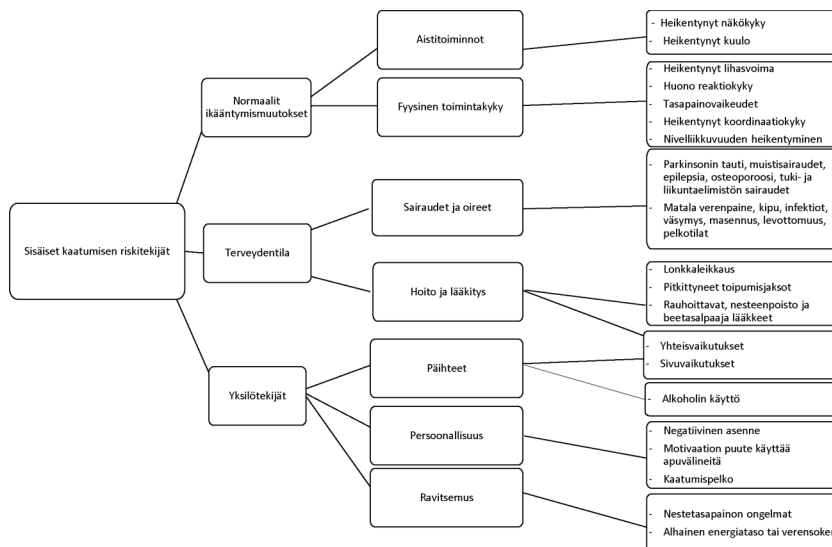 Sisäiset kaatumisen riskitekijät
Normaalit
ikääntymismuutokset
Terveydentila
Yksilötekijät
Aistitoiminnot
Fyysinen toimintakyky
Sairaudet ja oireet
Hoito ja lääkitys
Päihteet
Persoonallisuus
Ravitsemus
- Heikentynyt näkökyky
- Heikentynyt kuulo
- Heikentynyt lihasvoima
- Huono reaktiokyky
- Tasapainovaikeudet
- Heikentynyt koordinaatiokyky
- Nivelliikkuvuuden heikentyminen
- Parkinsonin tauti, muistisairaudet,
epilepsia, osteoporoosi, tuki- ja
liikuntaelimistön sairaudet
- Matala verenpaine, kipu, infektiot,
väsymys, masennus, levottomuus,
pelkotilat
- Lonkkaleikkaus
- Pitkittyneet toipumisjaksot
- Rauhoittavat, nesteenpoisto ja
beetasalpaaja lääkkeet
- Yhteisvaikutukset
- Sivuvaikutukset
- Alkoholin käyttö
- Negatiivinen asenne
- Motivaation puute käyttää
apuvälineitä
- Kaatumispelko
- Nestetasapainon ongelmat
- Alhainen energiataso tai verensoker